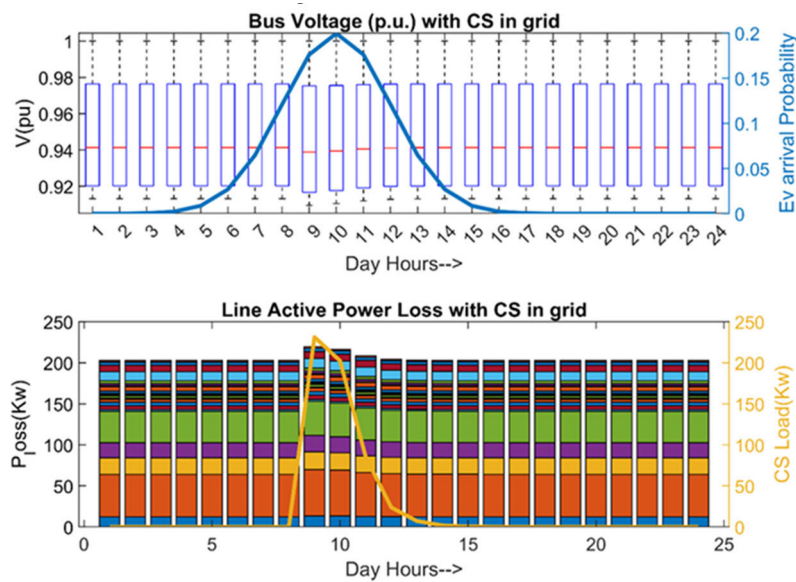 Bus Voltage (p.u.) with CS in grid
1
0.98
0.96
0.94
0.92
V(pu)
0.2
0.15
0.1
0.05
0
Ev arrival Probability
1 2 3 4 5 6 7 8 9 10 11 12 13 14 15 16 17 18 19 20 21 22 23 24
Day Hours-->
Line Active Power Loss with CS in grid
250
200
150
100
50
0
P_loss(Kw)
250
200
150
100
50
0
CS Load(Kw)
0 5 10 15 20 25
Day Hours-->